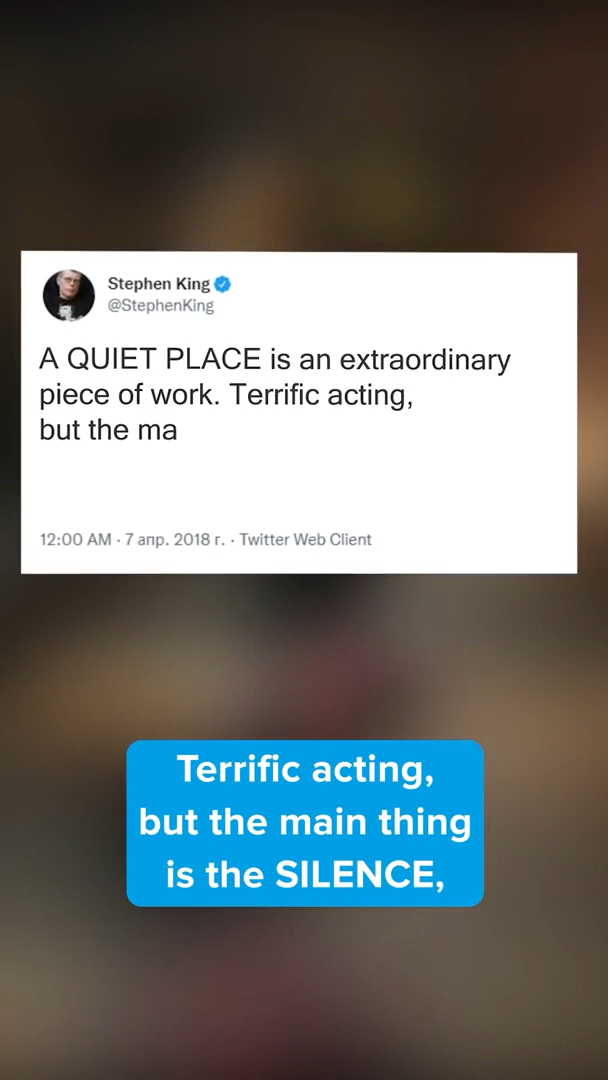 Stephen King
@StephenKing
A QUIET PLACE is an extraordinary
piece of work. Terrific acting,
but the ma
12:00 AM · 7 апр. 2018 г. · Twitter Web Client
Terrific acting,
but the main thing
is the SILENCE,